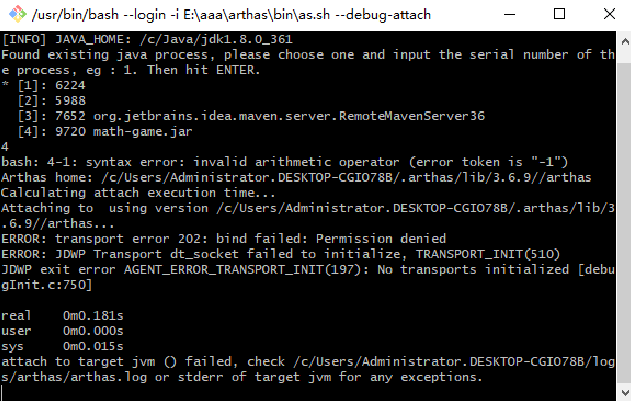 /usr/bin/bash --login -i E:\aaa\arthas\bin\as.sh --debug-attach
[INFO] JAVA_HOME: /c/Java/jdk1.8.0_361
Found existing java process, please choose one and input the serial number of th
e process, eg : 1. Then hit ENTER.
* [1]: 6224
  [2]: 5988
  [3]: 7652 org.jetbrains.idea.maven.server.RemoteMavenServer36
  [4]: 9720 math-game.jar
4
bash: 4-1: syntax error: invalid arithmetic operator (error token is "-1")
Arthas home: /c/Users/Administrator.DESKTOP-CGIO78B/.arthas/lib/3.6.9//arthas
Calculating attach execution time...
Attaching to  using version /c/Users/Administrator.DESKTOP-CGIO78B/.arthas/lib/3
.6.9//arthas...
ERROR: transport error 202: bind failed: Permission denied
ERROR: JDWP Transport dt_socket failed to initialize, TRANSPORT_INIT(510)
JDWP exit error AGENT_ERROR_TRANSPORT_INIT(197): No transports initialized [debu
gInit.c:750]
real    0m0.181s
user    0m0.000s
sys     0m0.015s
attach to target jvm () failed, check /c/Users/Administrator.DESKTOP-CGIO78B/log
s/arthas/arthas.log or stderr of target jvm for any exceptions.